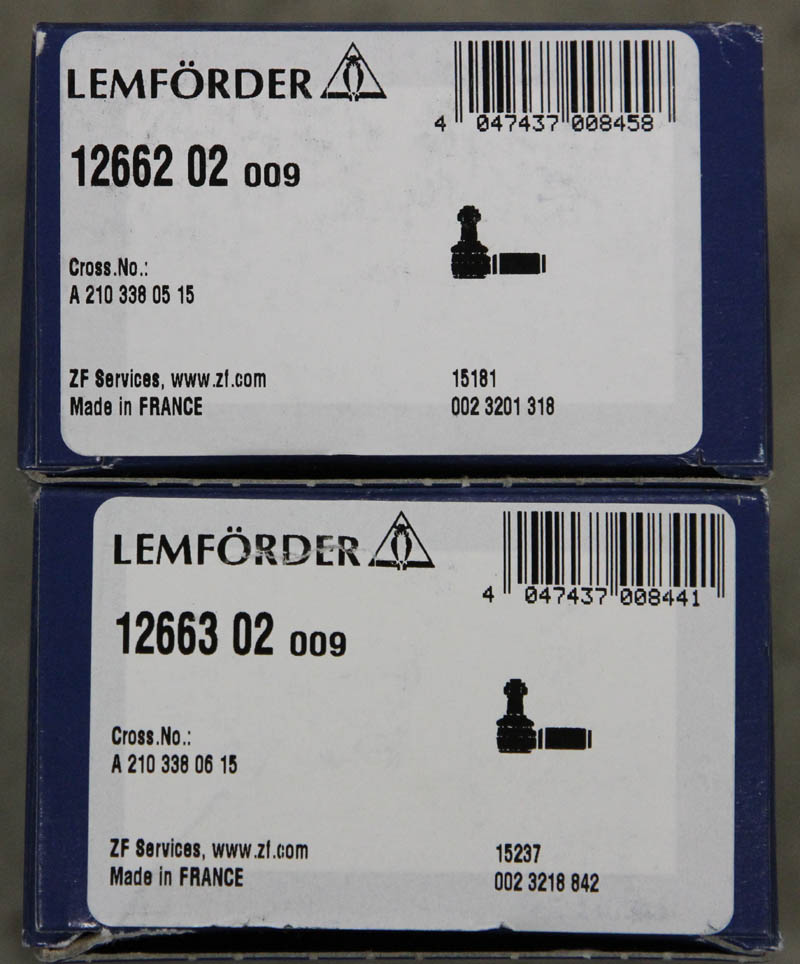 LEMFÖRDER
4 047437 008458
12662 02 009
Cross.No.:
A 210 338 05 15
ZF Services, www.zf.com
Made in FRANCE
15181
002 3201 318
LEMFÖRDER
4 047437 008441
12663 02 009
Cross.No.:
A 210 338 06 15
ZF Services, www.zf.com
Made in FRANCE
15237
002 3218 842